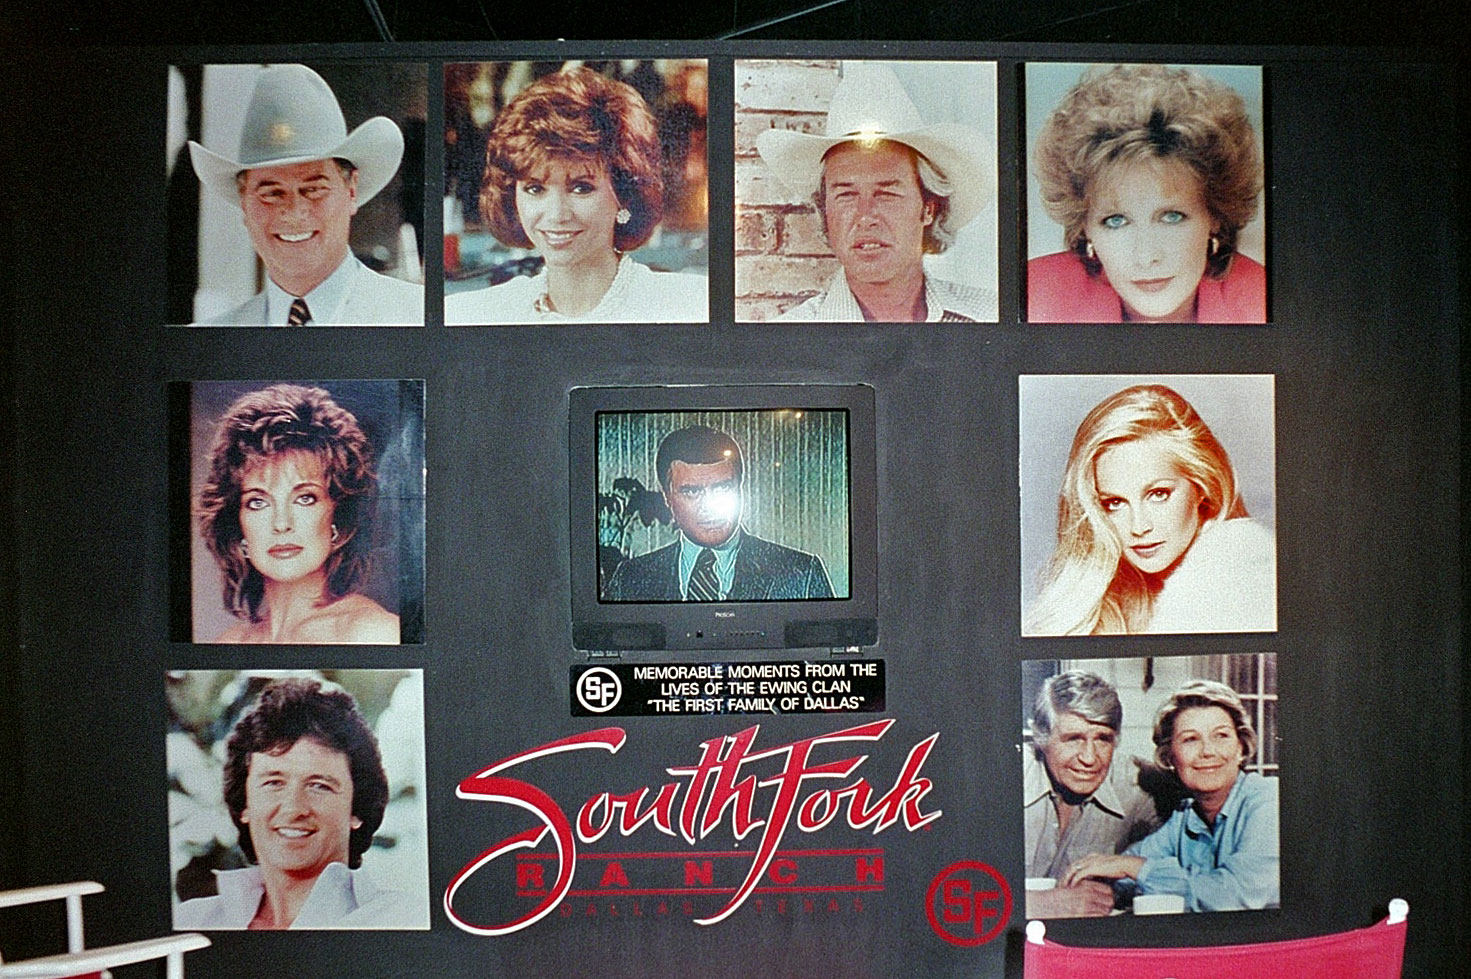 SF
MEMORABLE MOMENTS FROM THE
LIVES OF THE EWING CLAN
"THE FIRST FAMILY OF DALLAS"
SouthFork
RANCH
DALLAS TEXAS
SF